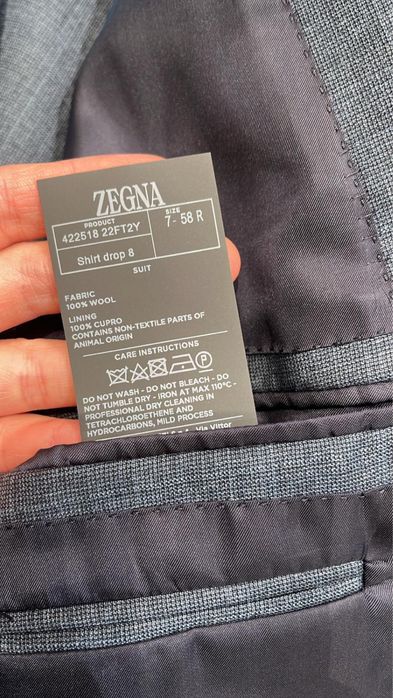 ZEGNA
PRODUCT
422518 22FT2Y
SIZE
7- 58 R
Shirt drop 8
SUIT
FABRIC
100% WOOL
LINING
100% CUPRO
CONTAINS NON-TEXTILE PARTS OF
ANIMAL ORIGIN
CARE INSTRUCTIONS
P
DO NOT WASH - DO NOT BLEACH - DO
NOT TUMBLE DRY - IRON AT MAX 110°C -
PROFESSIONAL DRY CLEANING IN
TETRACHLOROETHENE AND
HYDROCARBONS, MILD PROCESS
Via Vittor